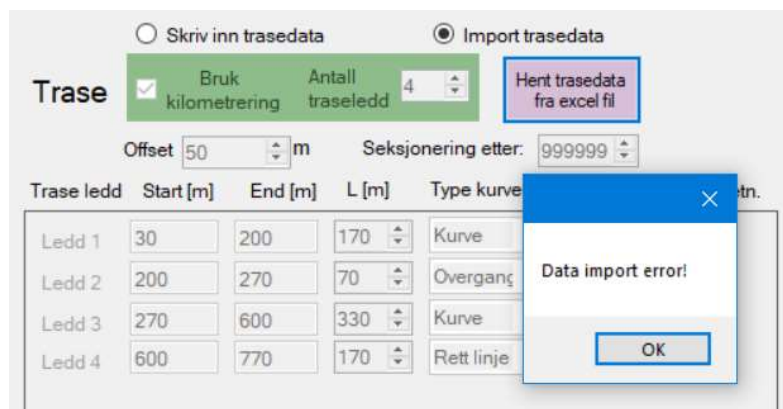 Skriv inn trasedata Import trasedata
Trase Bruk kilometrering Antall traseledd 4 Hent trasedata fra excel fil
Offset 50 m Seksjonering etter: 999999
Trase ledd Start [m] End [m] L [m] Type kurve etn.
Ledd 1 30 200 170 Kurve
Ledd 2 200 270 70 Overgang
Ledd 3 270 600 330 Kurve
Ledd 4 600 770 170 Rett linje
Data import error!
OK